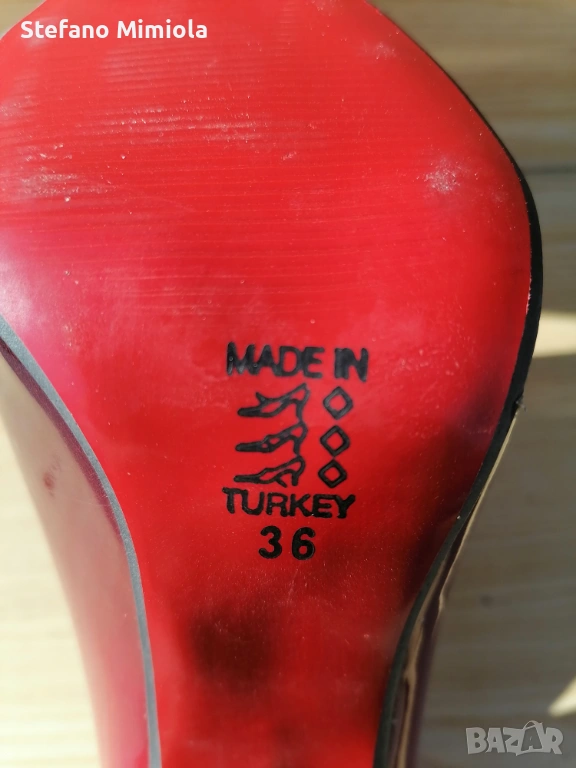 Stefano Mimiola
MADE IN
TURKEY
36
BAZAR